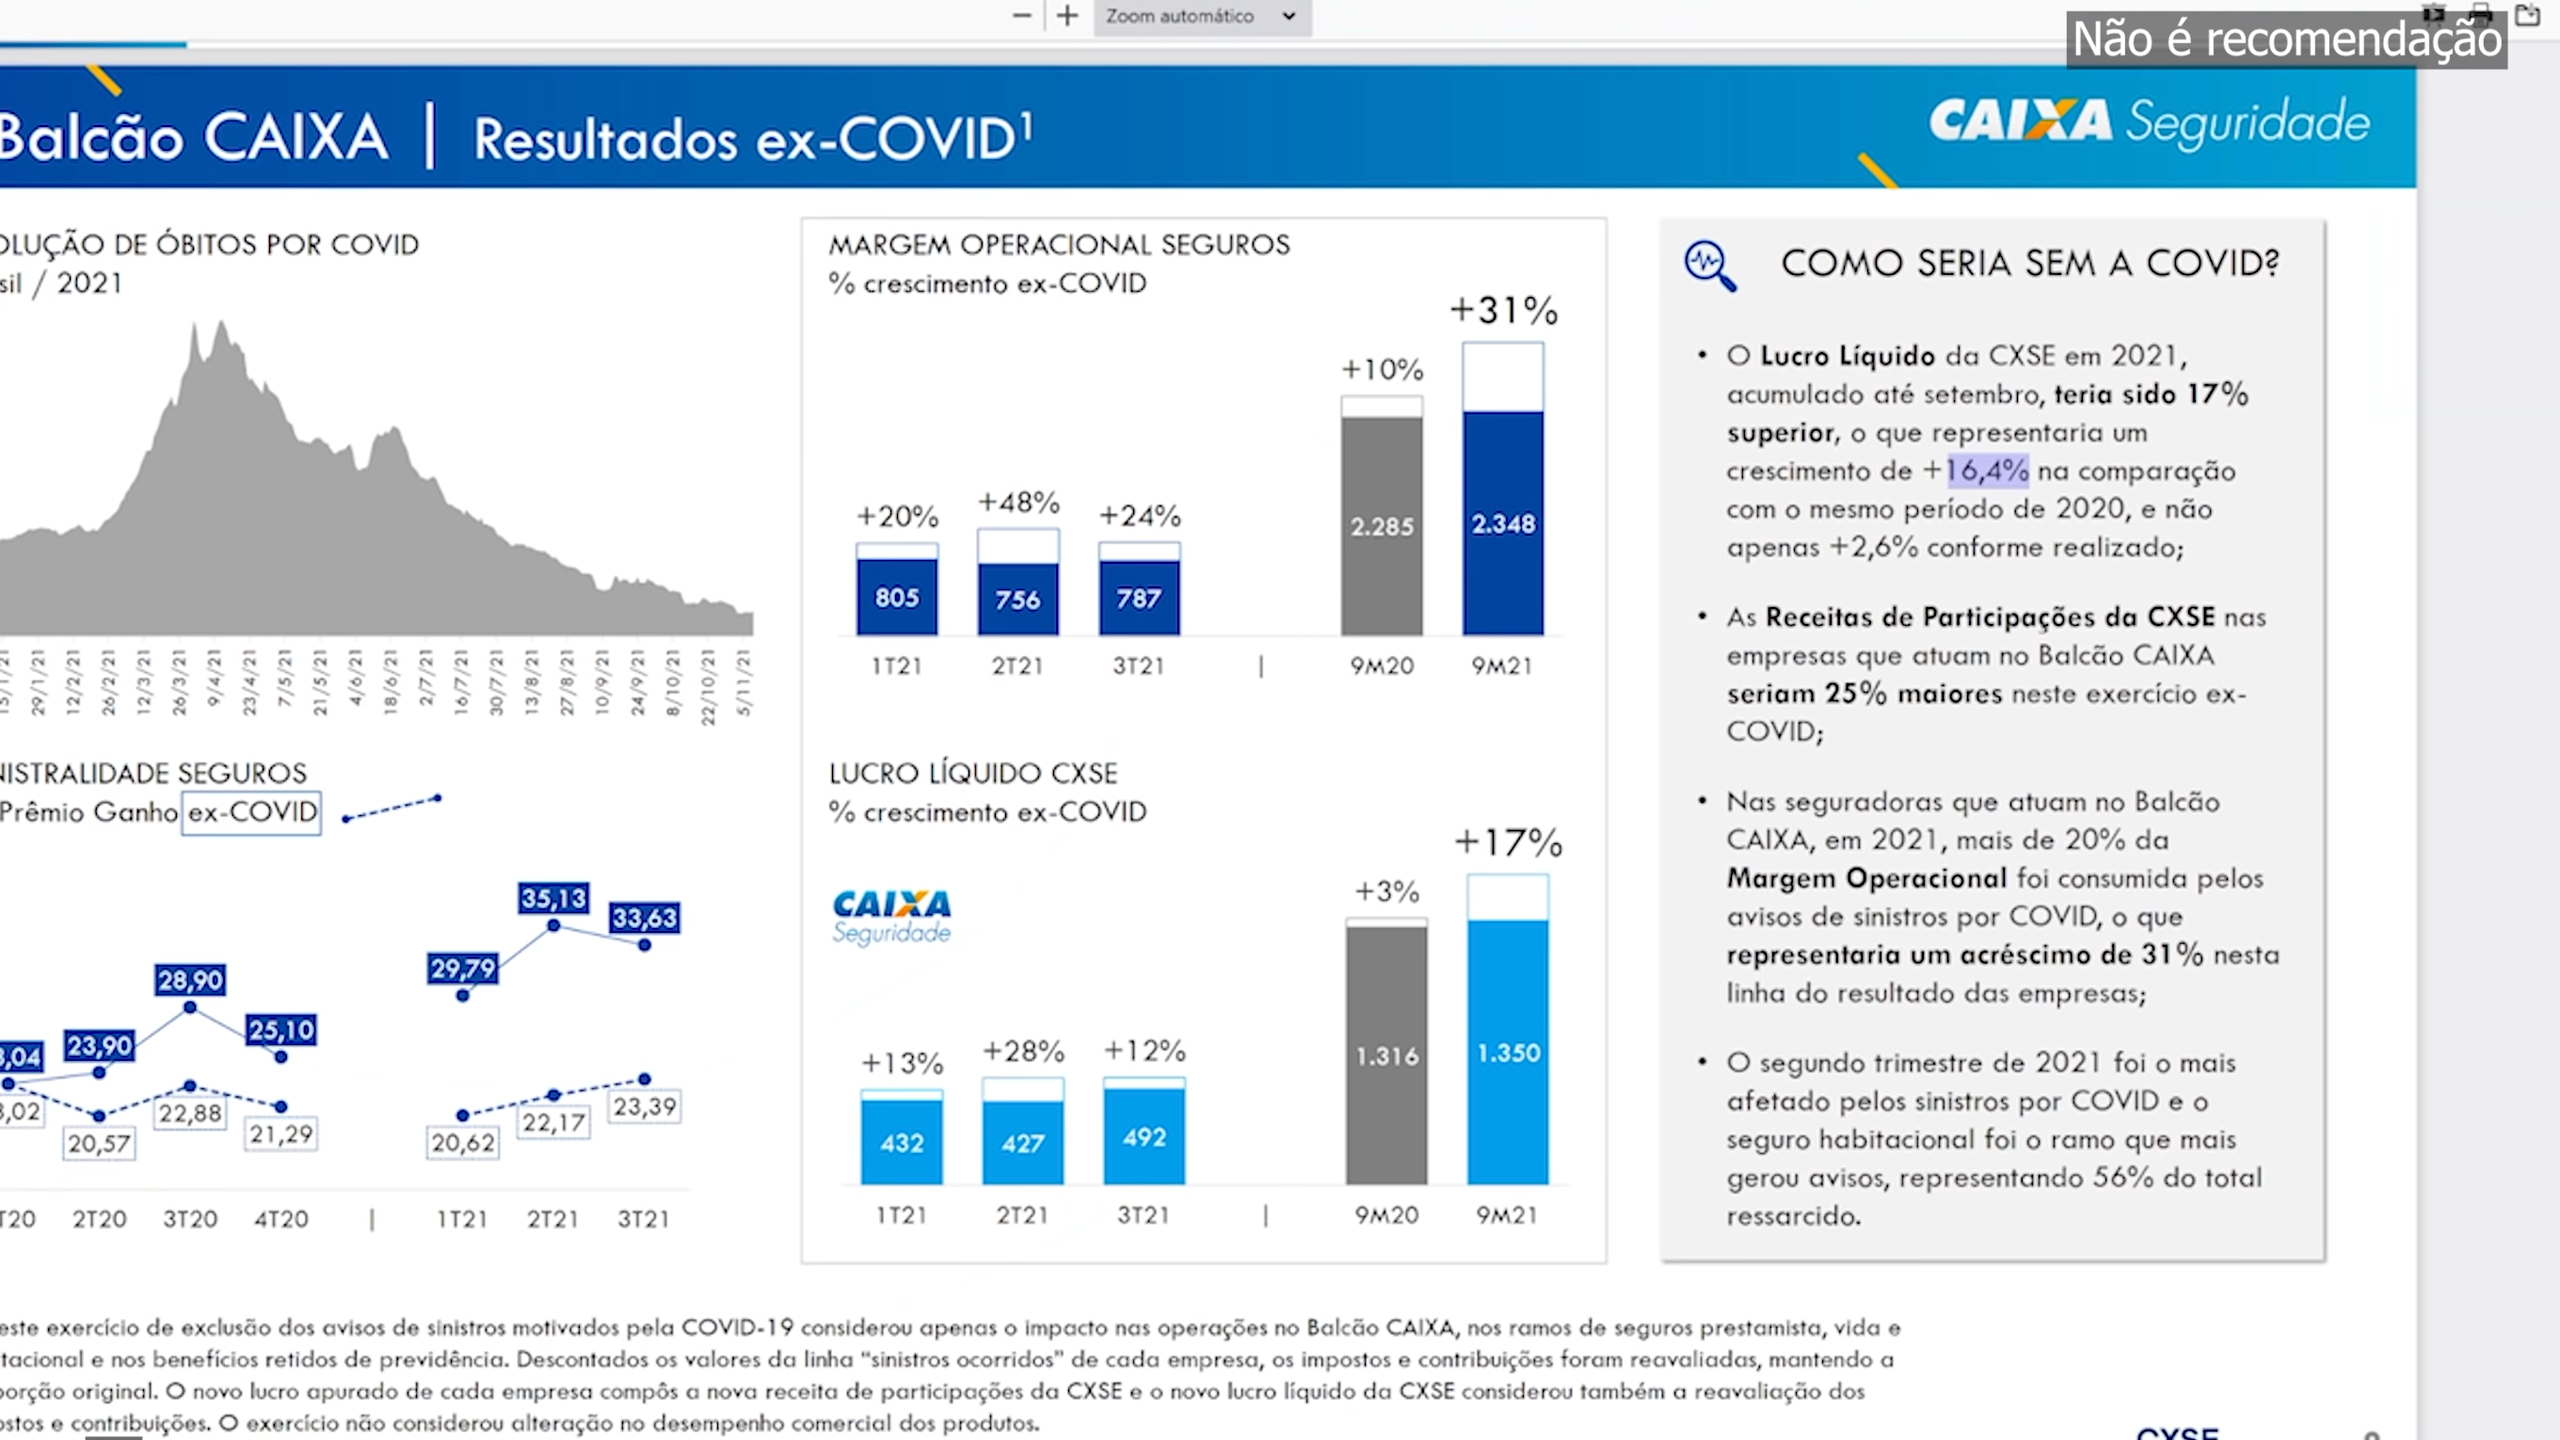 Zoom automático
Não é recomendação
Balcão CAIXA | Resultados ex-COVID¹
CAIXA Seguridade
OLUÇÃO DE ÓBITOS POR COVID
sil / 2021
15/1/21
29/1/21
12/2/21
26/2/21
12/3/21
26/3/21
9/4/21
23/4/21
7/5/21
21/5/21
4/6/21
18/6/21
2/7/21
16/7/21
30/7/21
13/8/21
27/8/21
10/9/21
24/9/21
8/10/21
22/10/21
5/11/21
NISTRALIDADE SEGUROS
Prêmio Ganho ex-COVID
35,13
33,63
29,79
28,90
25,10
23,90
3,04
3,02
20,57
22,88
21,29
20,62
22,17
23,39
T20 2T20 3T20 4T20 | 1T21 2T21 3T21
MARGEM OPERACIONAL SEGUROS
% crescimento ex-COVID
+31%
+10%
+48%
+20% +24%
2.285 2.348
805 756 787
1T21 2T21 3T21 | 9M20 9M21
LUCRO LÍQUIDO CXSE
% crescimento ex-COVID
+17%
+3%
CAIXA
Seguridade
+13% +28% +12%
1.316 1.350
432 427 492
1T21 2T21 3T21 | 9M20 9M21
COMO SERIA SEM A COVID?
• O Lucro Líquido da CXSE em 2021,
acumulado até setembro, teria sido 17%
superior, o que representaria um
crescimento de +16,4% na comparação
com o mesmo período de 2020, e não
apenas +2,6% conforme realizado;
• As Receitas de Participações da CXSE nas
empresas que atuam no Balcão CAIXA
seriam 25% maiores neste exercício ex-
COVID;
• Nas seguradoras que atuam no Balcão
CAIXA, em 2021, mais de 20% da
Margem Operacional foi consumida pelos
avisos de sinistros por COVID, o que
representaria um acréscimo de 31% nesta
linha do resultado das empresas;
• O segundo trimestre de 2021 foi o mais
afetado pelos sinistros por COVID e o
seguro habitacional foi o ramo que mais
gerou avisos, representando 56% do total
ressarcido.
este exercício de exclusão dos avisos de sinistros motivados pela COVID-19 considerou apenas o impacto nas operações no Balcão CAIXA, nos ramos de seguros prestamista, vida e
tacional e nos benefícios retidos de previdência. Descontados os valores da linha “sinistros ocorridos” de cada empresa, os impostos e contribuições foram reavaliadas, mantendo a
porção original. O novo lucro apurado de cada empresa compôs a nova receita de participações da CXSE e o novo lucro líquido da CXSE considerou também a reavaliação dos
ostos e contribuições. O exercício não considerou alteração no desempenho comercial dos produtos.
CXSE